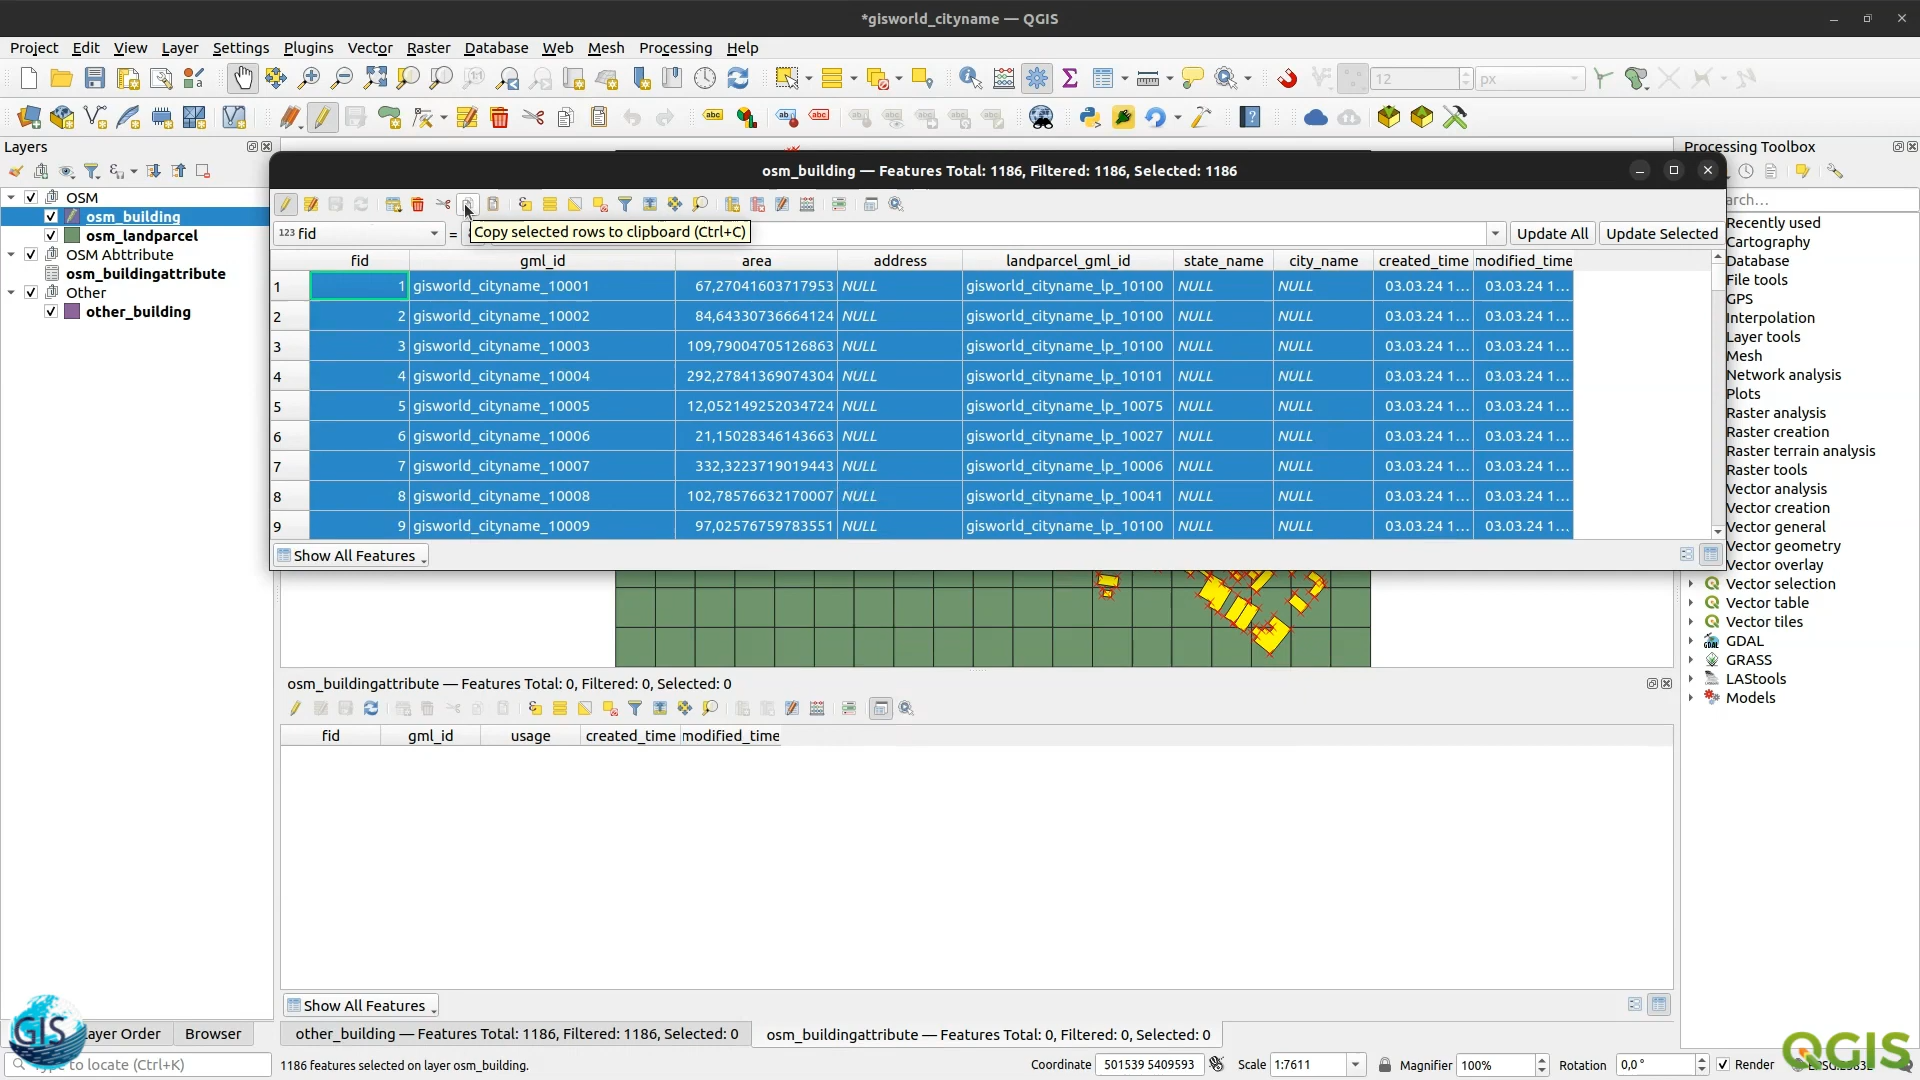 *gisworld_cityname — QGIS
Project Edit View Layer Settings Plugins Vector Raster Database Web Mesh Processing Help
12 px
Layers
Processing Toolbox
osm_building — Features Total: 1186, Filtered: 1186, Selected: 1186
OSM
osm_building
osm_landparcel
OSM Abttribute
osm_buildingattribute
Other
other_building
123 fid =
Copy selected rows to clipboard (Ctrl+C)
Update All Update Selected
fid gml_id area address landparcel_gml_id state_name city_name created_time modified_time
1 1 gisworld_cityname_10001 67,27041603717953 NULL gisworld_cityname_lp_10100 NULL NULL 03.03.24 1... 03.03.24 1...
2 2 gisworld_cityname_10002 84,64330736664124 NULL gisworld_cityname_lp_10100 NULL NULL 03.03.24 1... 03.03.24 1...
3 3 gisworld_cityname_10003 109,79004705126863 NULL gisworld_cityname_lp_10100 NULL NULL 03.03.24 1... 03.03.24 1...
4 4 gisworld_cityname_10004 292,27841369074304 NULL gisworld_cityname_lp_10101 NULL NULL 03.03.24 1... 03.03.24 1...
5 5 gisworld_cityname_10005 12,052149252034724 NULL gisworld_cityname_lp_10075 NULL NULL 03.03.24 1... 03.03.24 1...
6 6 gisworld_cityname_10006 21,15028346143663 NULL gisworld_cityname_lp_10027 NULL NULL 03.03.24 1... 03.03.24 1...
7 7 gisworld_cityname_10007 332,3223719019443 NULL gisworld_cityname_lp_10006 NULL NULL 03.03.24 1... 03.03.24 1...
8 8 gisworld_cityname_10008 102,78576632170007 NULL gisworld_cityname_lp_10041 NULL NULL 03.03.24 1... 03.03.24 1...
9 9 gisworld_cityname_10009 97,02576759783551 NULL gisworld_cityname_lp_10100 NULL NULL 03.03.24 1... 03.03.24 1...
Show All Features
arch...
Recently used
Cartography
Database
File tools
GPS
Interpolation
Layer tools
Mesh
Network analysis
Plots
Raster analysis
Raster creation
Raster terrain analysis
Raster tools
Vector analysis
Vector creation
Vector general
Vector geometry
Vector overlay
Vector selection
Vector table
Vector tiles
GDAL
GRASS
LAStools
Models
osm_buildingattribute — Features Total: 0, Filtered: 0, Selected: 0
fid gml_id usage created_time modified_time
Show All Features
GIS
ayer Order Browser
other_building — Features Total: 1186, Filtered: 1186, Selected: 0
osm_buildingattribute — Features Total: 0, Filtered: 0, Selected: 0
to locate (Ctrl+K)
1186 features selected on layer osm_building.
Coordinate 501539 5409593 Scale 1:7611 Magnifier 100% Rotation 0,0 ° Render
QGIS